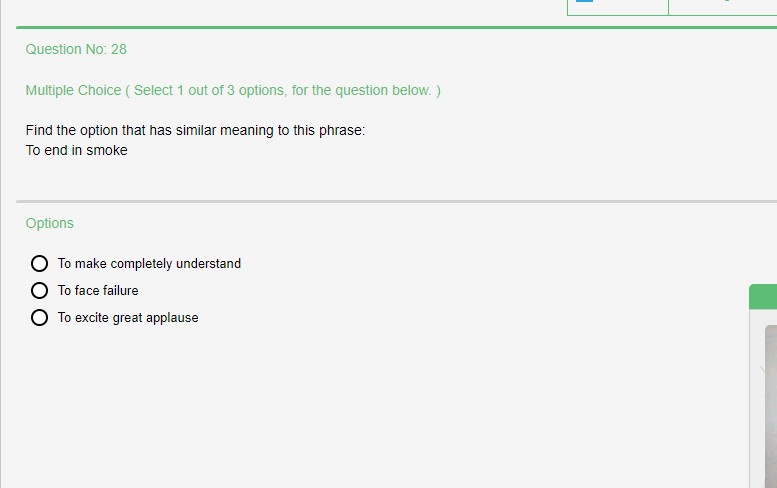 Question No: 28
Multiple Choice ( Select 1 out of 3 options, for the question below. )
Find the option that has similar meaning to this phrase:
To end in smoke
Options
To make completely understand
To face failure
To excite great applause